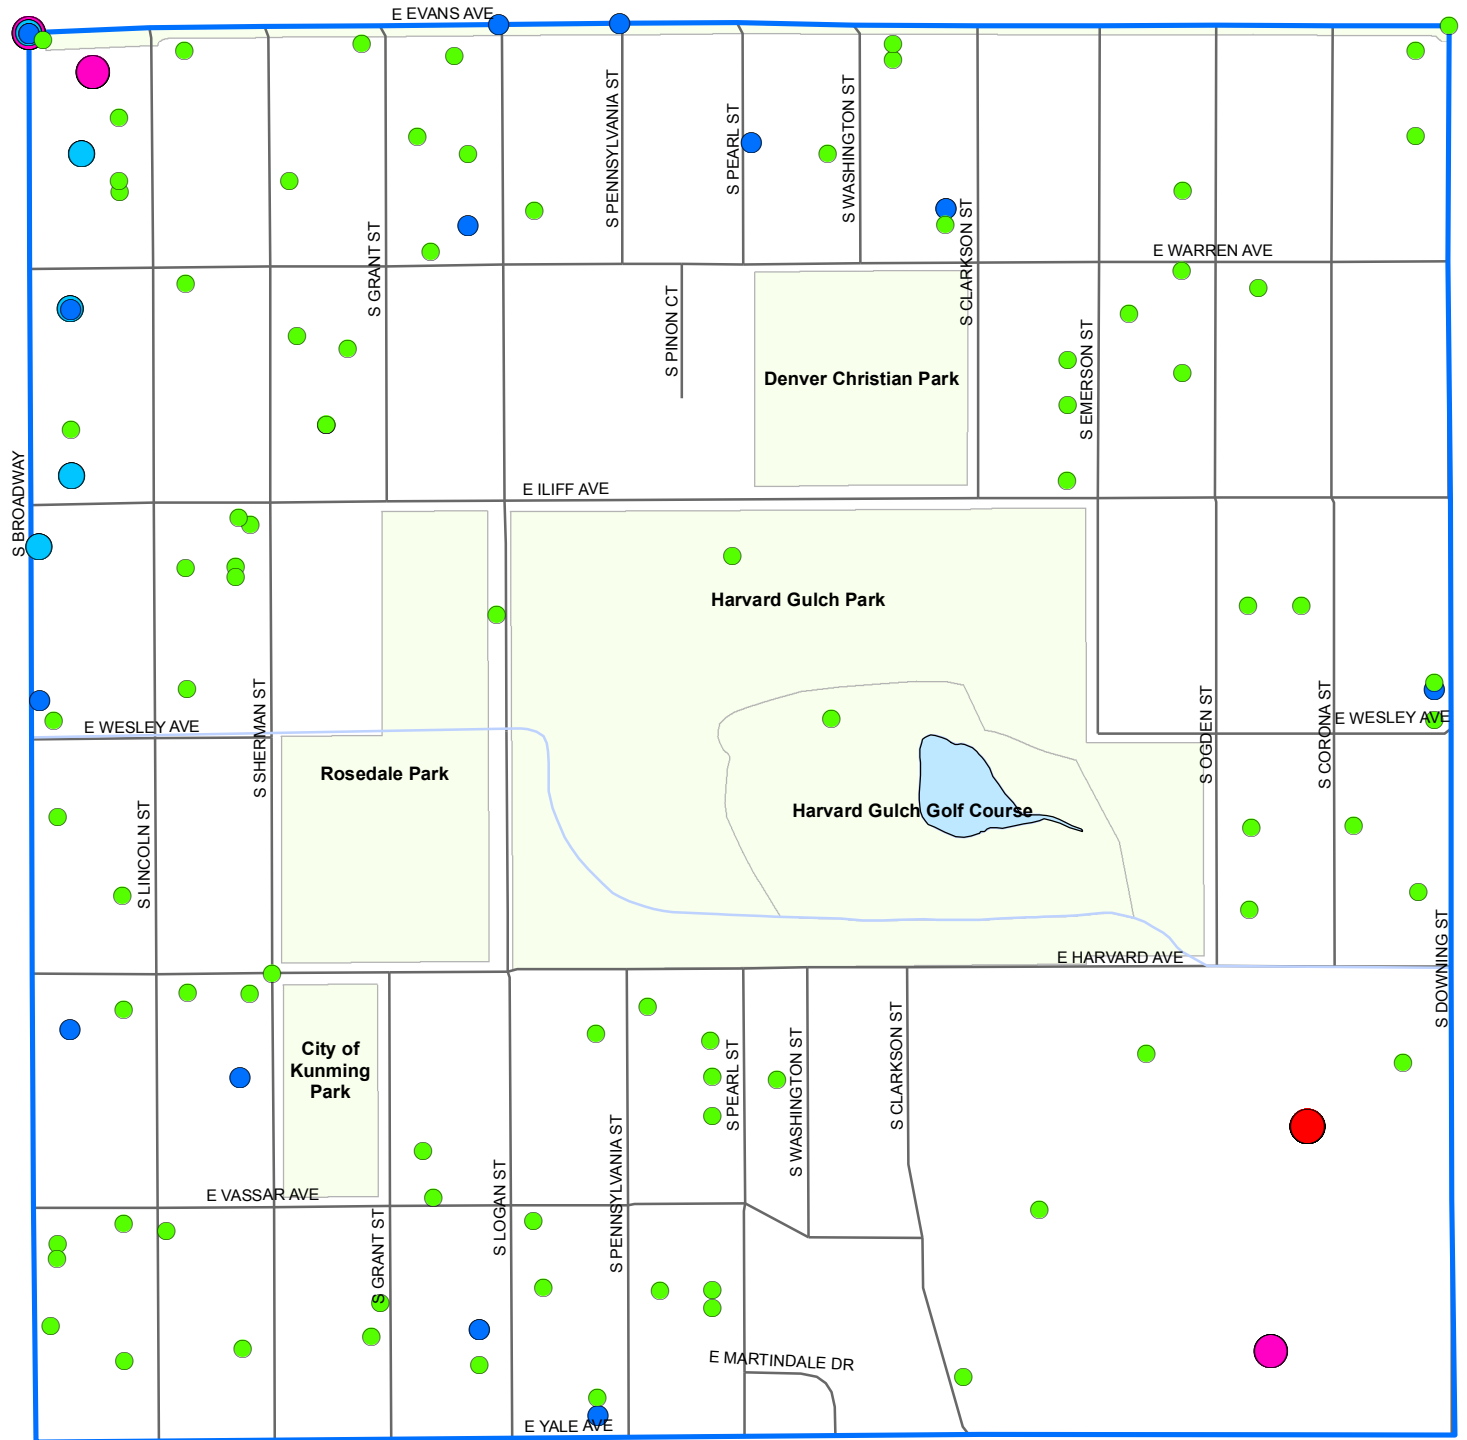 E EVANS AVE
S PENNSYLVANIA ST
S PEARL ST
S WASHINGTON ST
S GRANT ST
S CLARKSON ST
E WARREN AVE
S PINON CT
S EMERSON ST
Denver Christian Park
S BROADWAY
E ILIFF AVE
Harvard Gulch Park
S SHERMAN ST
S OGDEN ST
S CORONA ST
E WESLEY AVE
E WESLEY AVE
Rosedale Park
S LINCOLN ST
Harvard Gulch Golf Course
S DOWNING ST
E HARVARD AVE
City of
Kunming
Park
S PEARL ST
S WASHINGTON ST
S CLARKSON ST
S PENNSYLVANIA ST
S LOGAN ST
E VASSAR AVE
S GRANT ST
E MARTINDALE DR
E YALE AVE